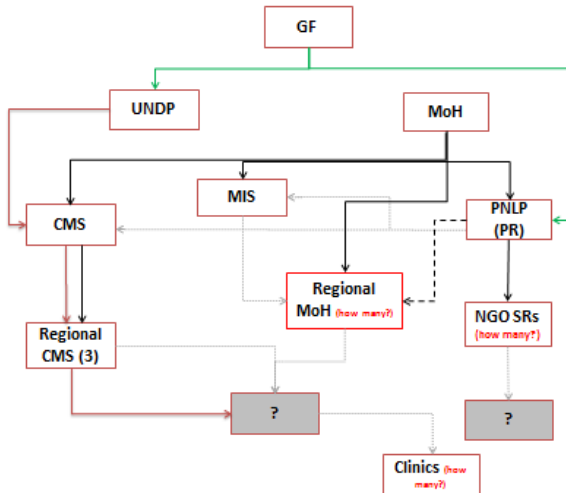 GF
UNDP
MoH
MIS
CMS
PNLP
(PR)
Regional
MoH (how many?)
NGO SRs
(how many?)
Regional
CMS (3)
?
?
Clinics (how
many?)